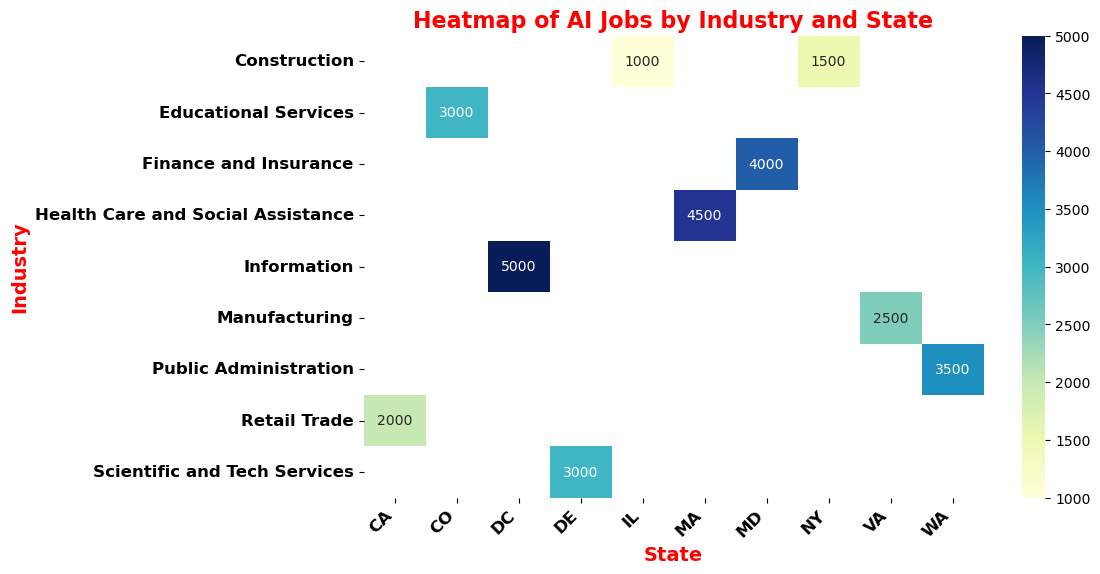 Heatmap of AI Jobs by Industry and State
Industry
Construction
1000
1500
Educational Services
3000
Finance and Insurance
4000
Health Care and Social Assistance
4500
Information
5000
Manufacturing
2500
Public Administration
3500
Retail Trade
2000
Scientific and Tech Services
3000
CA
CO
DC
DE
IL
MA
MD
NY
VA
WA
State
5000
4500
4000
3500
3000
2500
2000
1500
1000